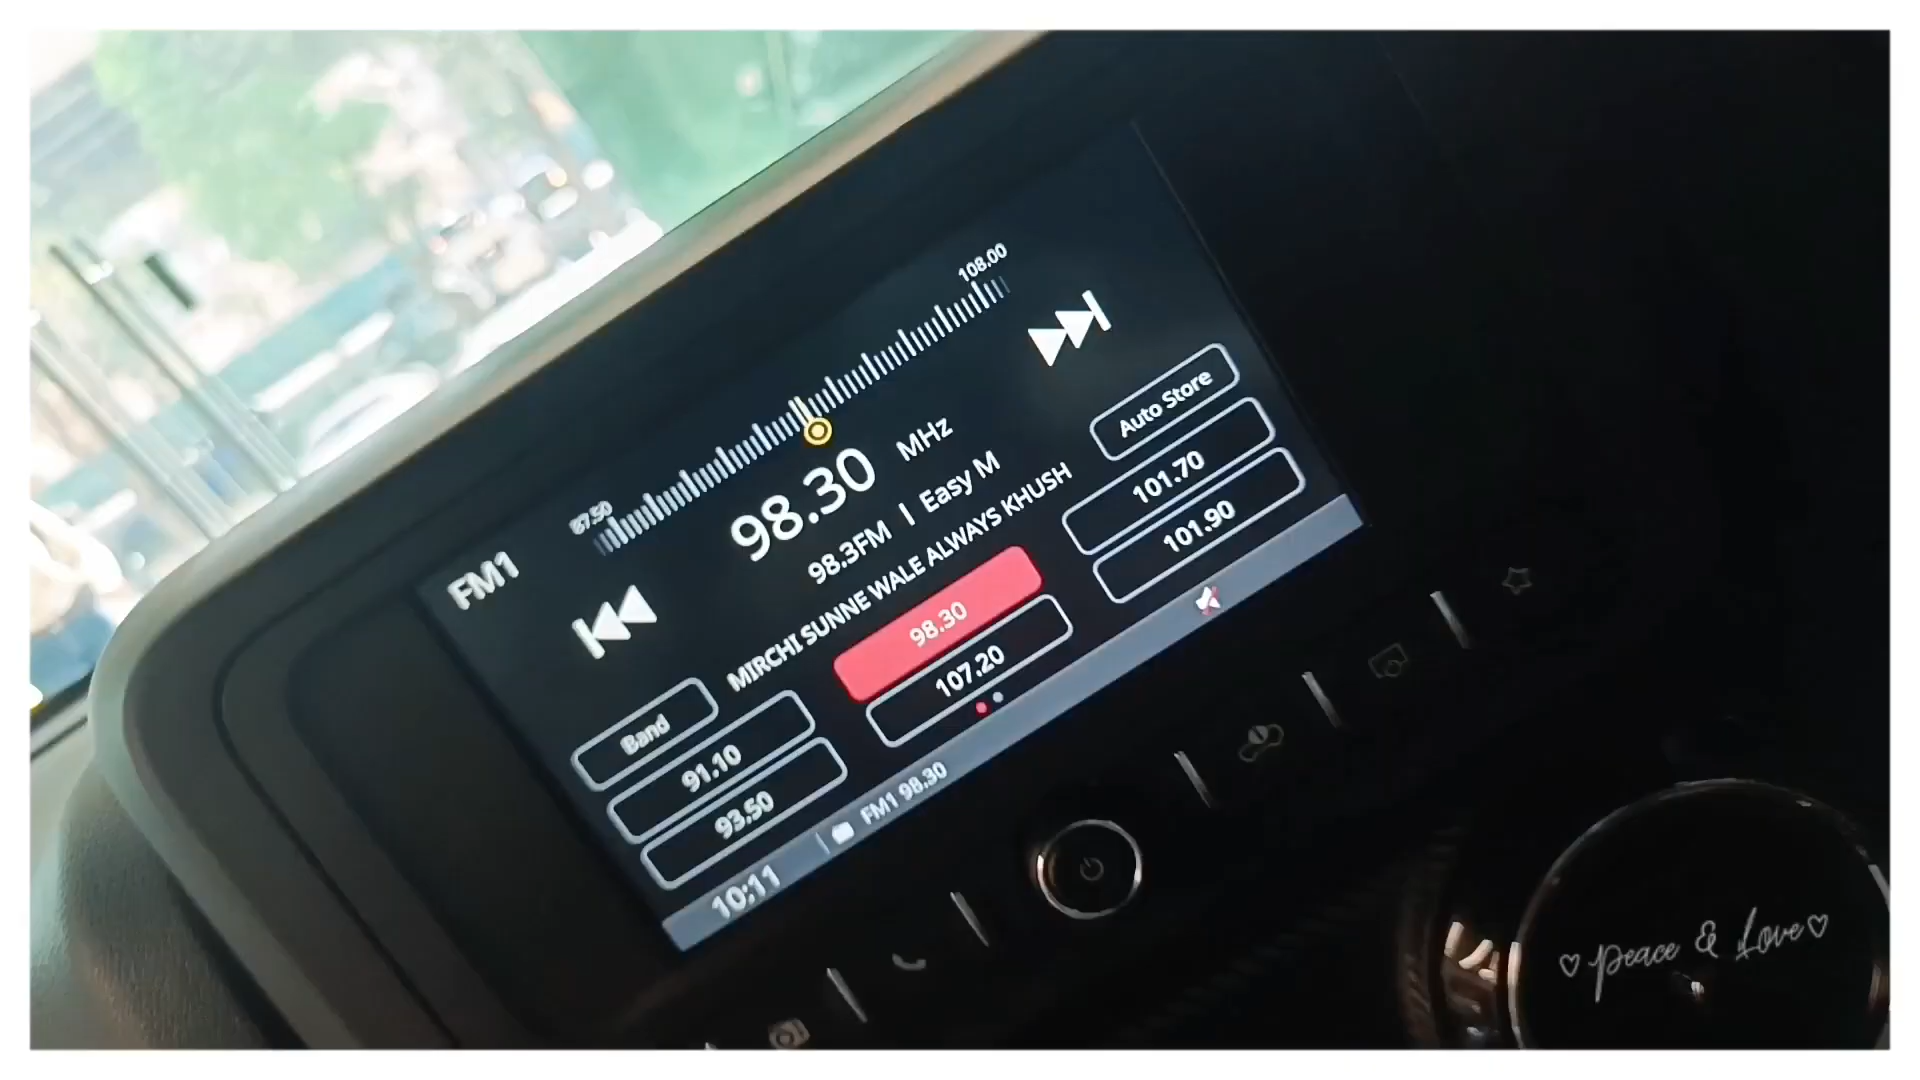 FM1
87.50
108.00
98.30 MHz
98.3FM | Easy M
MIRCHI SUNNE WALE ALWAYS KHUSH
Band
Auto Store
91.10
98.30
101.70
93.50
107.20
101.90
10:11
FM1 98.30
♡ peace & love ♡